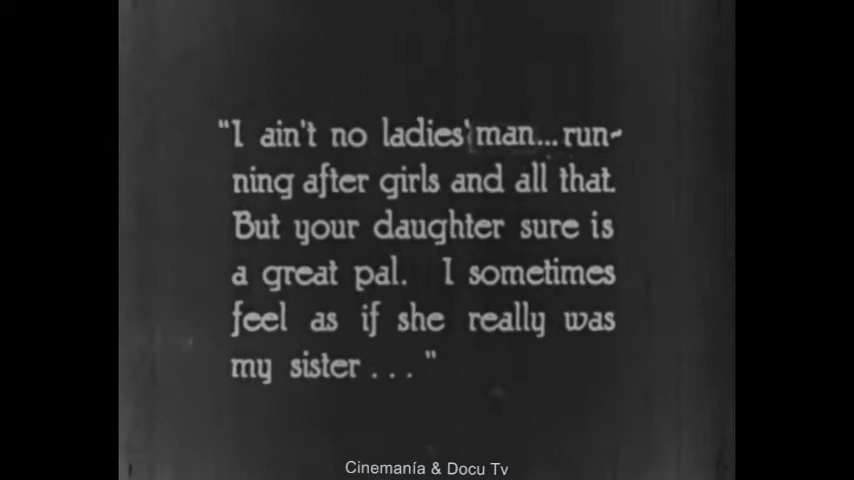 "I ain't no ladies' man...run-
ning after girls and all that.
But your daughter sure is
a great pal. I sometimes
feel as if she really was
my sister . . . "
Cinemanía & Docu Tv